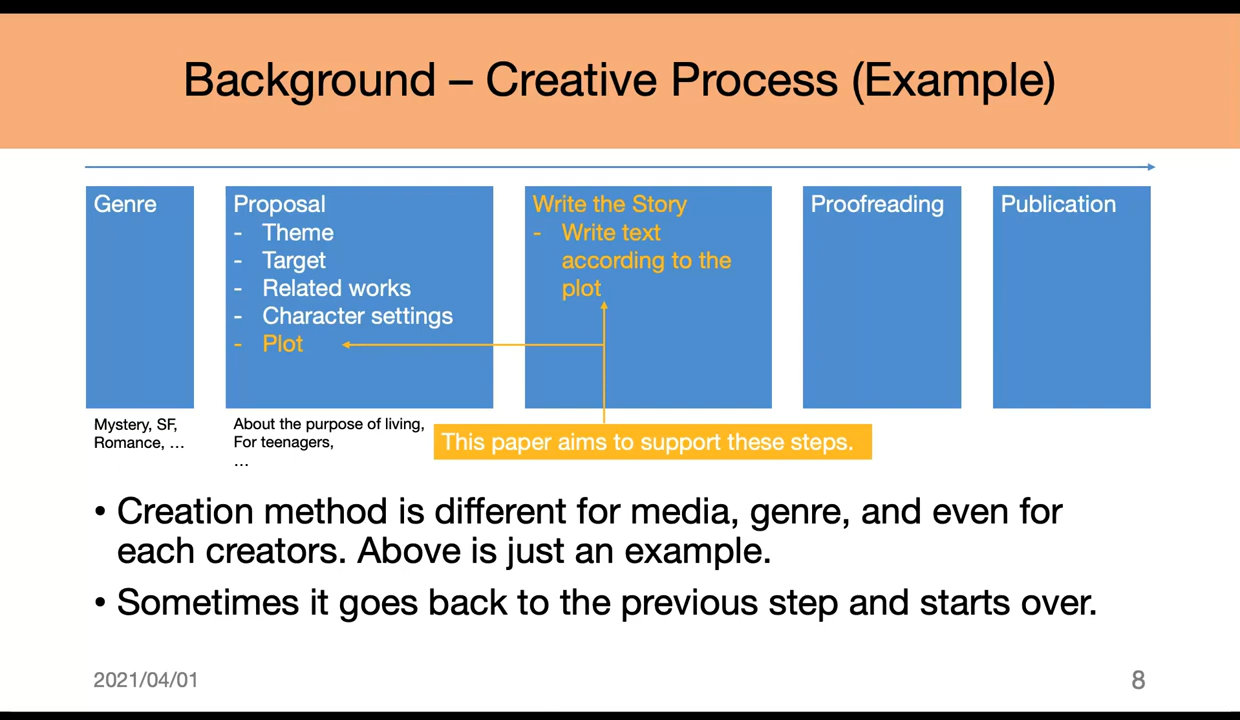 Background – Creative Process (Example)
Genre
Proposal
- Theme
- Target
- Related works
- Character settings
- Plot
Write the Story
- Write text
according to the
plot
Proofreading
Publication
Mystery, SF,
Romance, ...
About the purpose of living,
For teenagers,
...
This paper aims to support these steps.
• Creation method is different for media, genre, and even for
each creators. Above is just an example.
• Sometimes it goes back to the previous step and starts over.
2021/04/01
8